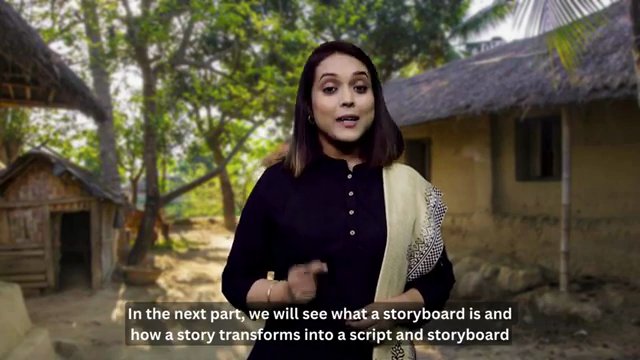 In the next part, we will see what a storyboard is and
how a story transforms into a script and storyboard